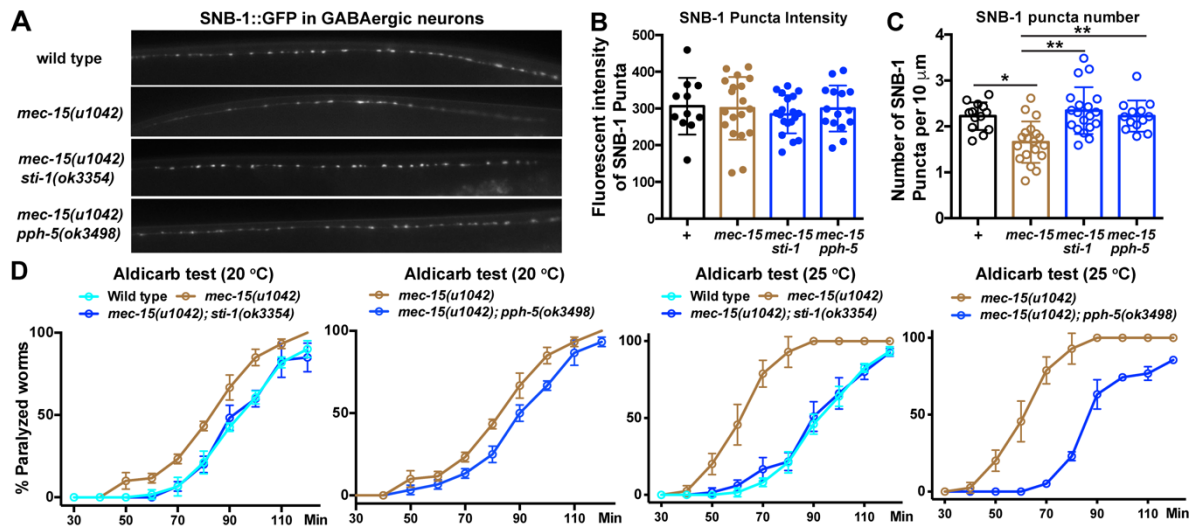 A
SNB-1::GFP in GABAergic neurons
wild type
mec-15(u1042)
mec-15(u1042)
sti-1(ok3354)
mec-15(u1042)
pph-5(ok3498)
B
SNB-1 Puncta Intensity
Fluorescent intensity
of SNB-1 Punta
500
400
300
200
100
0
+
mec-15
mec-15
sti-1
mec-15
pph-5
C
SNB-1 puncta number
Number of SNB-1
Puncta per 10 μm
4
3
2
1
0
*
**
**
+
mec-15
mec-15
sti-1
mec-15
pph-5
D
Aldicarb test (20 °C)
Wild type
mec-15(u1042)
mec-15(u1042); sti-1(ok3354)
% Paralyzed worms
100
50
0
30 50 70 90 110 Min
Aldicarb test (20 °C)
mec-15(u1042)
mec-15(u1042); pph-5(ok3498)
100
50
0
30 50 70 90 110 Min
Aldicarb test (25 °C)
Wild type
mec-15(u1042)
mec-15(u1042); sti-1(ok3354)
100
50
0
30 50 70 90 110 Min
Aldicarb test (25 °C)
mec-15(u1042)
mec-15(u1042); pph-5(ok3498)
100
50
0
30 50 70 90 110 Min